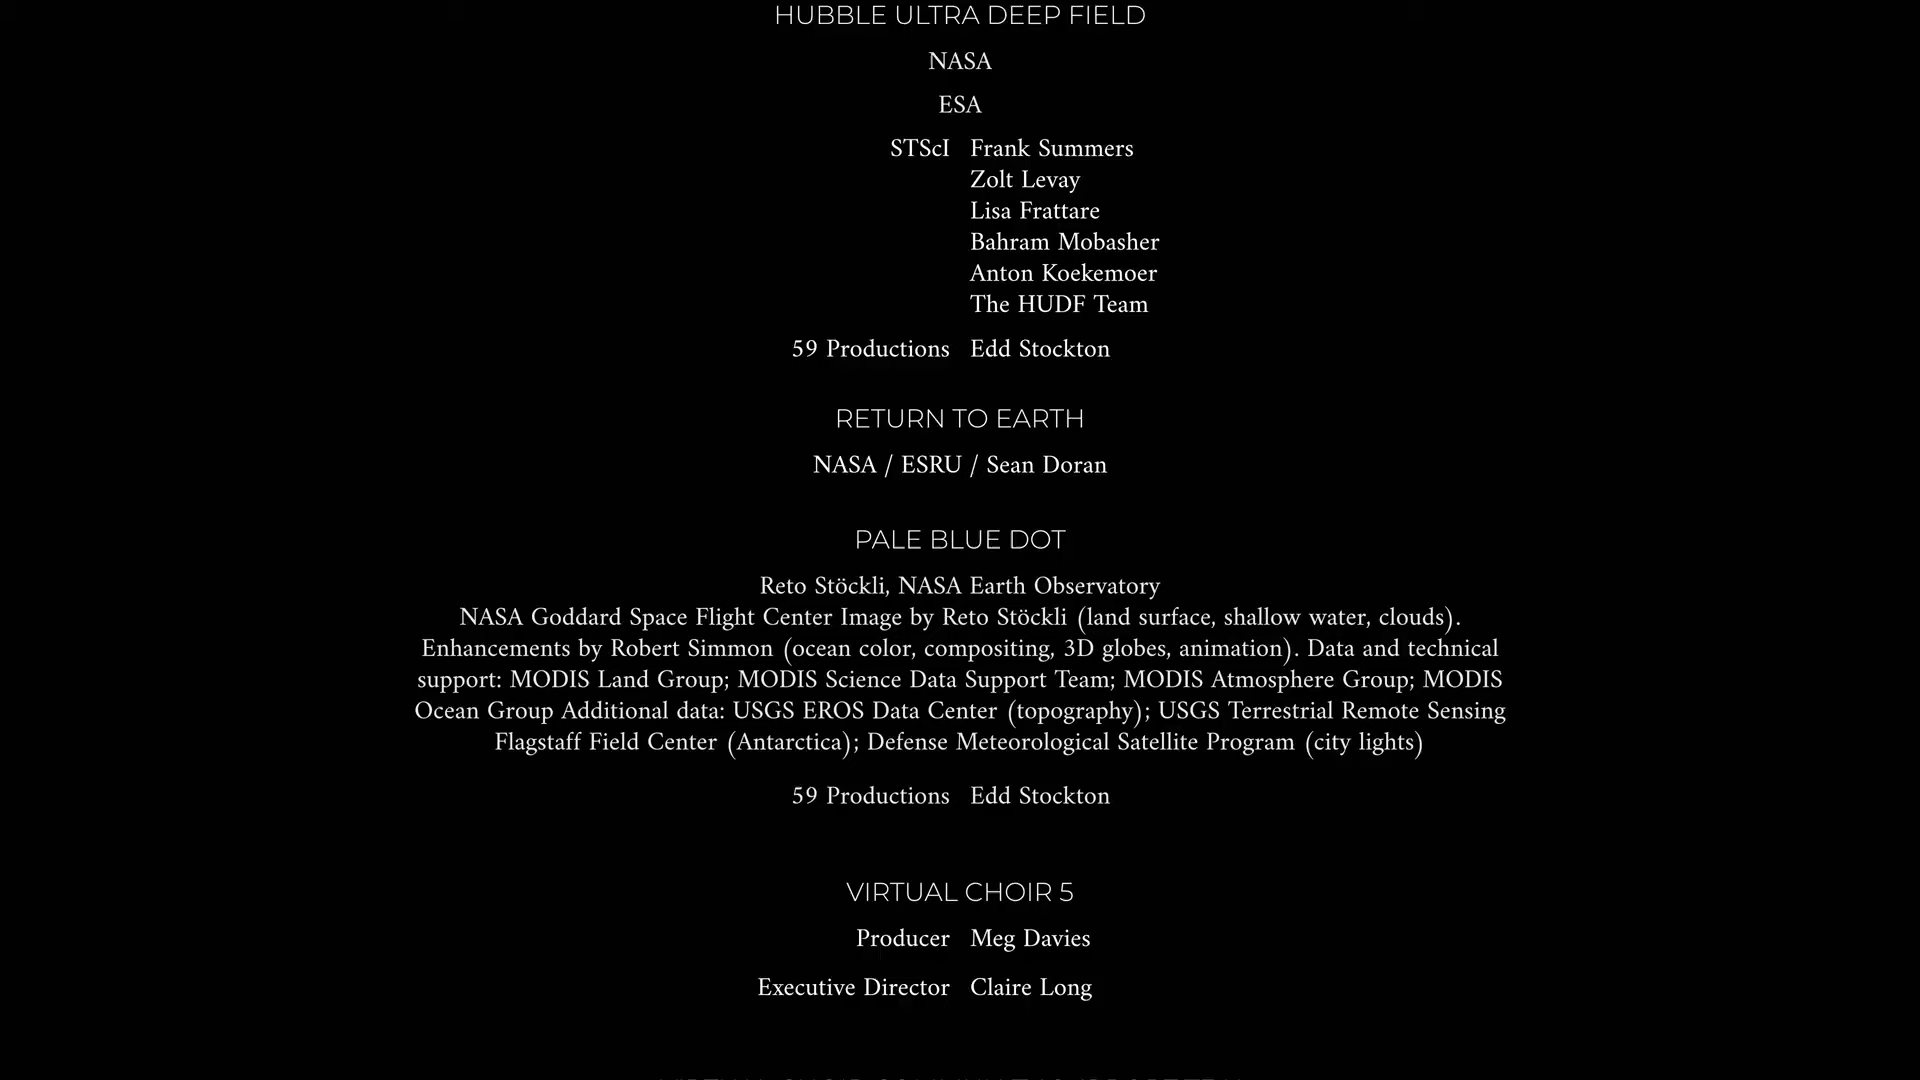 HUBBLE ULTRA DEEP FIELD
NASA
ESA
STScI Frank Summers
Zolt Levay
Lisa Frattare
Bahram Mobasher
Anton Koekemoer
The HUDF Team
59 Productions Edd Stockton
RETURN TO EARTH
NASA / ESRU / Sean Doran
PALE BLUE DOT
Reto Stöckli, NASA Earth Observatory
NASA Goddard Space Flight Center Image by Reto Stöckli (land surface, shallow water, clouds).
Enhancements by Robert Simmon (ocean color, compositing, 3D globes, animation). Data and technical
support: MODIS Land Group; MODIS Science Data Support Team; MODIS Atmosphere Group; MODIS
Ocean Group Additional data: USGS EROS Data Center (topography); USGS Terrestrial Remote Sensing
Flagstaff Field Center (Antarctica); Defense Meteorological Satellite Program (city lights)
59 Productions Edd Stockton
VIRTUAL CHOIR 5
Producer Meg Davies
Executive Director Claire Long